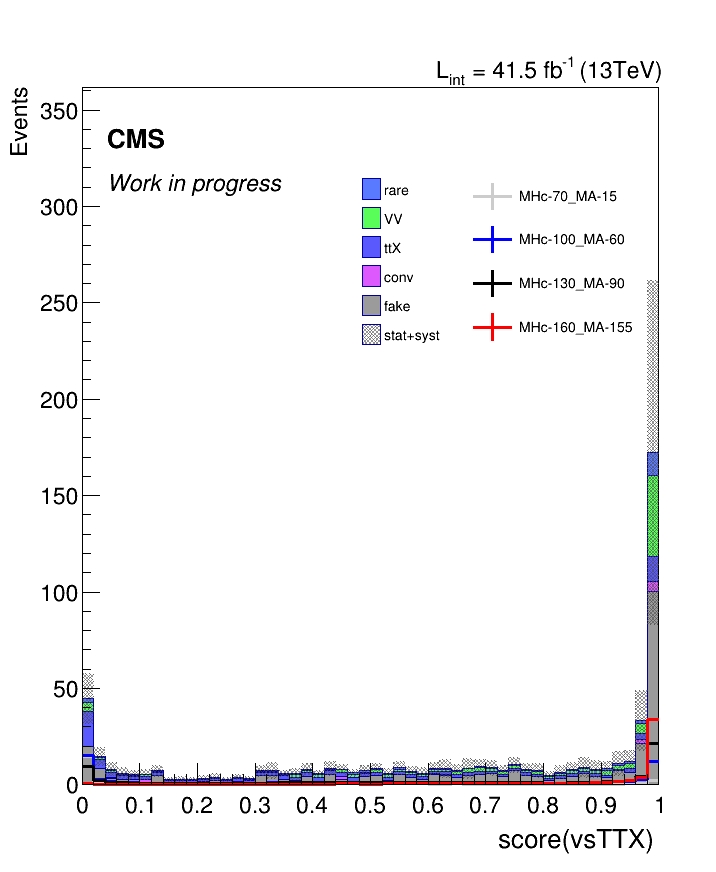 L_int = 41.5 fb^-1 (13TeV)
Events
CMS
Work in progress
rare
VV
ttX
conv
fake
stat+syst
MHc-70_MA-15
MHc-100_MA-60
MHc-130_MA-90
MHc-160_MA-155
350
300
250
200
150
100
50
0
0 0.1 0.2 0.3 0.4 0.5 0.6 0.7 0.8 0.9 1
score(vsTTX)